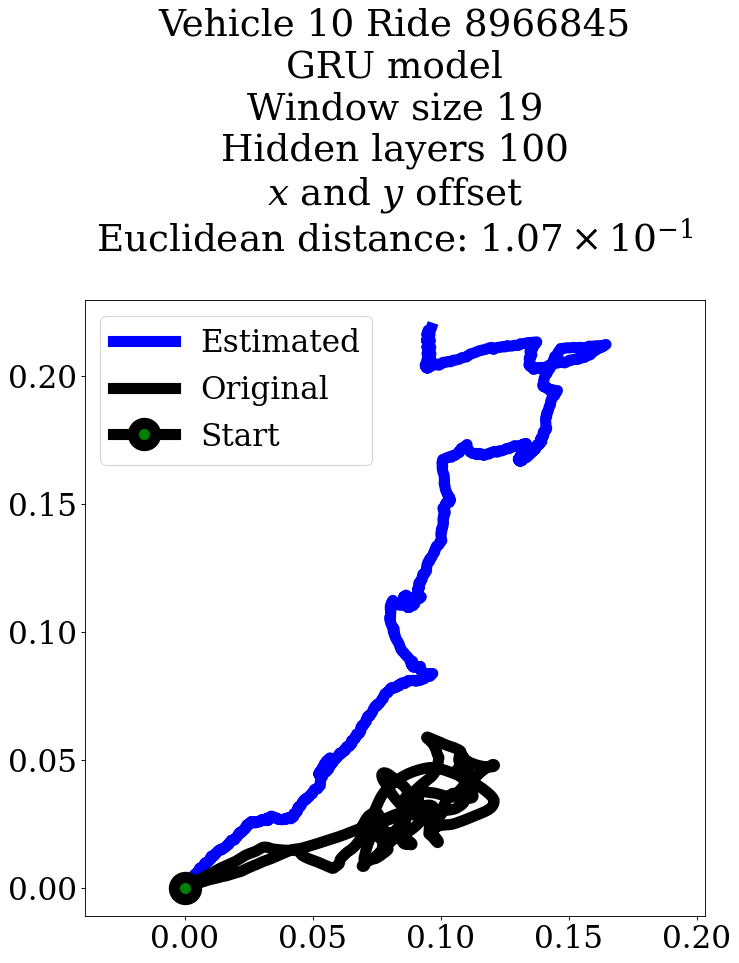 Vehicle 10 Ride 8966845
GRU model
Window size 19
Hidden layers 100
x and y offset
Euclidean distance: 1.07 × 10⁻¹
Estimated
Original
Start
0.20
0.15
0.10
0.05
0.00
0.00 0.05 0.10 0.15 0.20